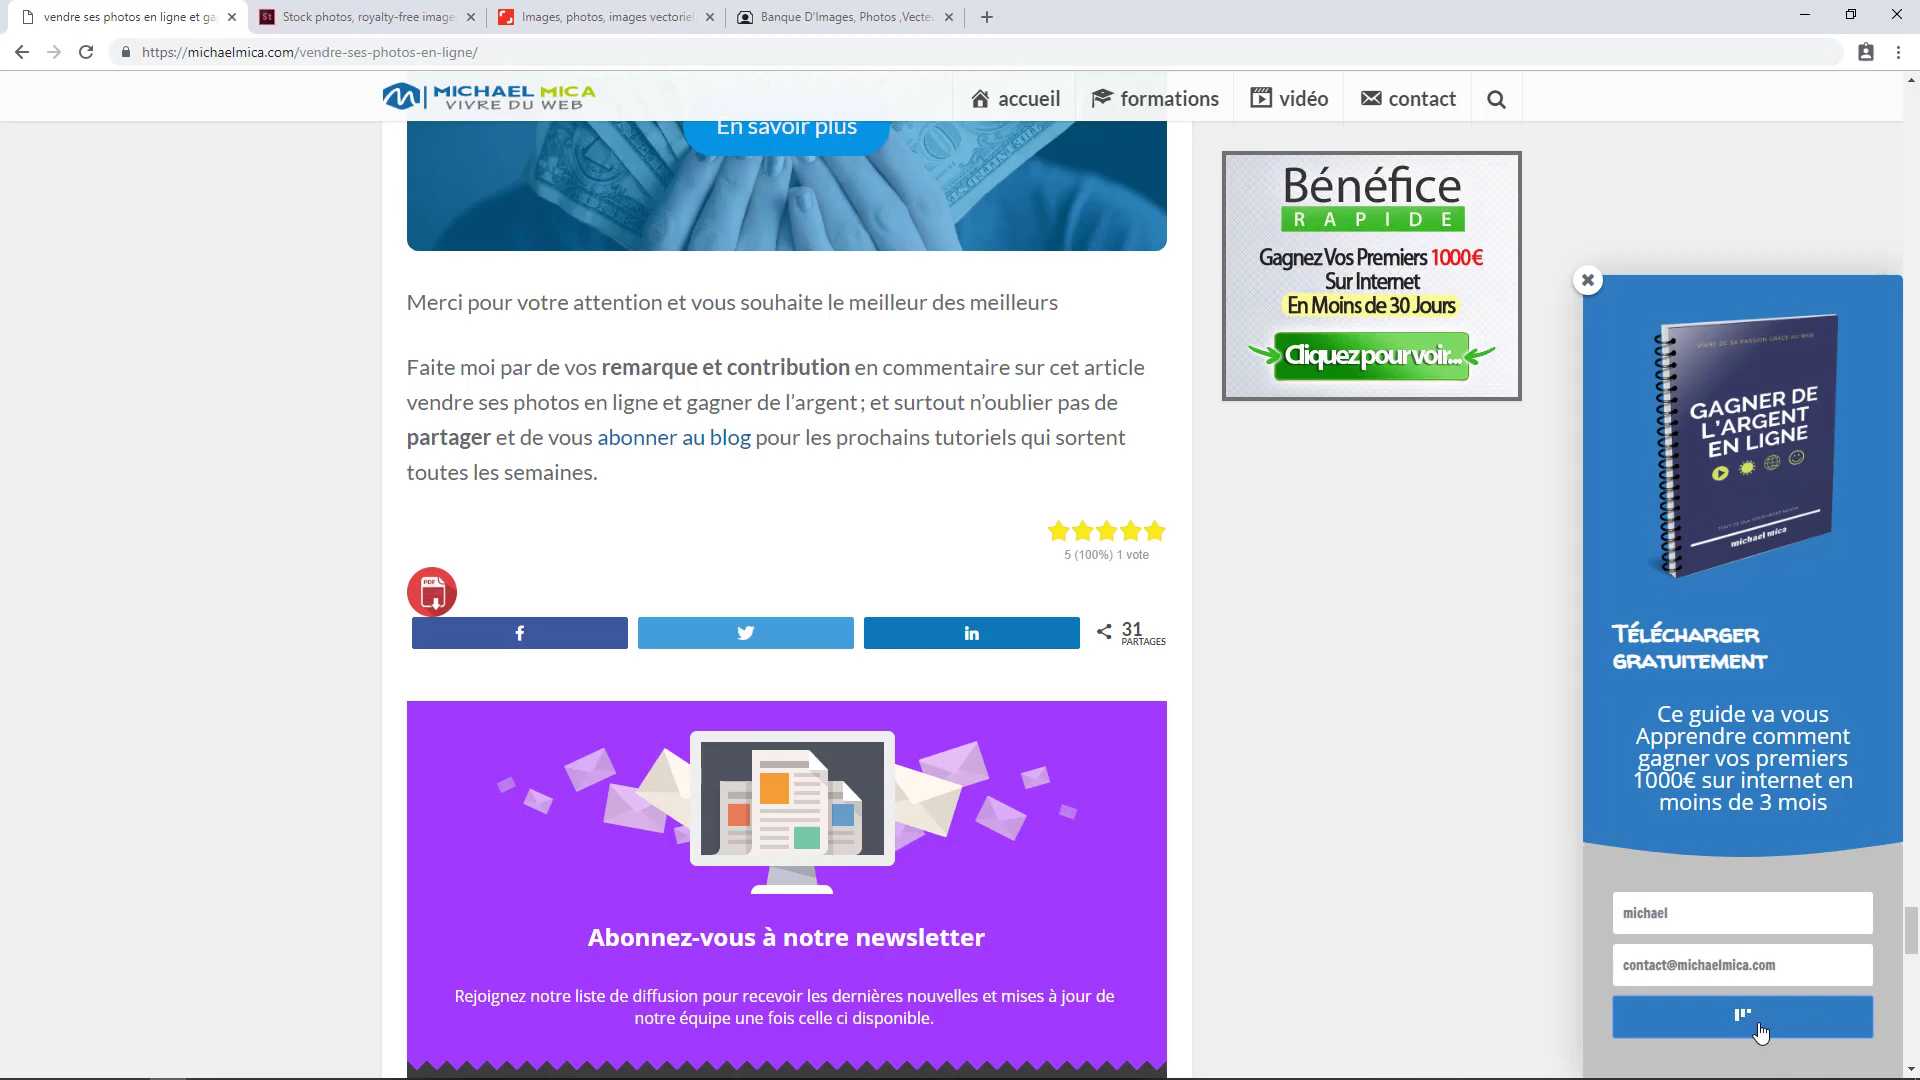 vendre ses photos en ligne et ga
Stock photos, royalty-free image
Images, photos, images vectoriel
Banque D'Images, Photos ,Vecte
https://michaelmica.com/vendre-ses-photos-en-ligne/
MICHAEL MICA
VIVRE DU WEB
accueil
formations
vidéo
contact
En savoir plus
Merci pour votre attention et vous souhaite le meilleur des meilleurs
Faite moi par de vos remarque et contribution en commentaire sur cet article
vendre ses photos en ligne et gagner de l'argent ; et surtout n'oublier pas de
partager et de vous abonner au blog pour les prochains tutoriels qui sortent
toutes les semaines.
5 (100%) 1 vote
PDF
31
PARTAGES
Abonnez-vous à notre newsletter
Rejoignez notre liste de diffusion pour recevoir les dernières nouvelles et mises à jour de
notre équipe une fois celle ci disponible.
Bénéfice
RAPIDE
Gagnez Vos Premiers 1000€
Sur Internet
En Moins de 30 Jours
Cliquez pour voir...
VIVRE DE SA PASSION GRÂCE AU WEB
GAGNER DE
L'ARGENT
EN LIGNE
michael mica
TÉLÉCHARGER
GRATUITEMENT
Ce guide va vous
Apprendre comment
gagner vos premiers
1000€ sur internet en
moins de 3 mois
michael
contact@michaelmica.com